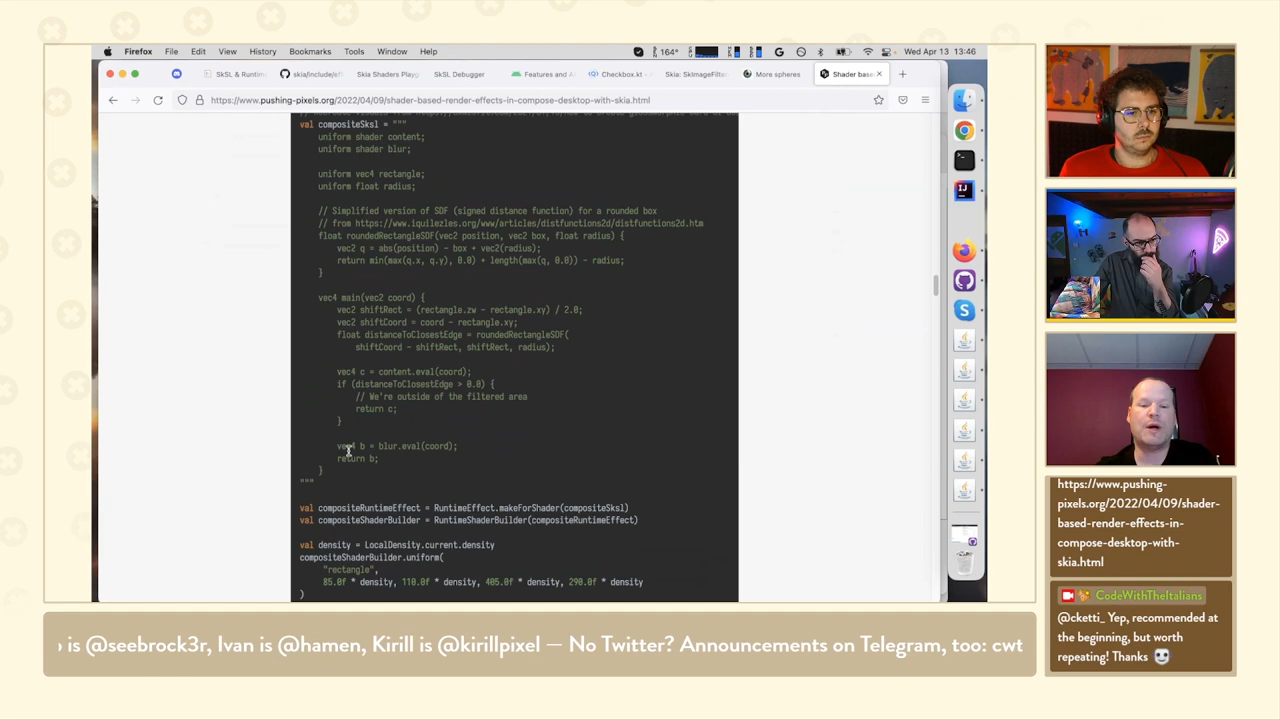 Firefox File Edit View History Bookmarks Tools Window Help
164° Wed Apr 13 13:46
SkSL & Runtime
skia/include/eff
Skia Shaders Playg
SkSL Debugger
Features and A
Checkbox.kt -
Skia: SkImageFilter
More spheres
Shader base
https://www.pushing-pixels.org/2022/04/09/shader-based-render-effects-in-compose-desktop-with-skia.html
val compositeSksl = """
uniform shader content;
uniform shader blur;
uniform vec4 rectangle;
uniform float radius;
// Simplified version of SDF (signed distance function) for a rounded box
// from https://www.iquilezles.org/www/articles/distfunctions2d/distfunctions2d.htm
float roundedRectangleSDF(vec2 position, vec2 box, float radius) {
vec2 q = abs(position) - box + vec2(radius);
return min(max(q.x, q.y), 0.0) + length(max(q, 0.0)) - radius;
}
vec4 main(vec2 coord) {
vec2 shiftRect = (rectangle.zw - rectangle.xy) / 2.0;
vec2 shiftCoord = coord - rectangle.xy;
float distanceToClosestEdge = roundedRectangleSDF(
shiftCoord - shiftRect, shiftRect, radius);
vec4 c = content.eval(coord);
if (distanceToClosestEdge > 0.0) {
// We're outside of the filtered area
return c;
}
vec4 b = blur.eval(coord);
return b;
}
"""
val compositeRuntimeEffect = RuntimeEffect.makeForShader(compositeSksl)
val compositeShaderBuilder = RuntimeShaderBuilder(compositeRuntimeEffect)
val density = LocalDensity.current.density
compositeShaderBuilder.uniform(
"rectangle",
85.0f * density, 110.0f * density, 405.0f * density, 290.0f * density
)
https://www.pushing-
pixels.org/2022/04/09/shader-
based-render-effects-in-
compose-desktop-with-
skia.html
CodeWithTheItalians
@cketti_ Yep, recommended at
the beginning, but worth
repeating! Thanks
is @seebrock3r, Ivan is @hamen, Kirill is @kirillpixel — No Twitter? Announcements on Telegram, too: cwt